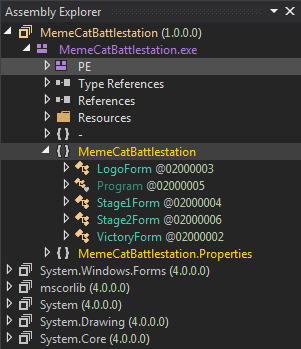 Assembly Explorer
MemeCatBattlestation (1.0.0.0)
MemeCatBattlestation.exe
PE
Type References
References
Resources
{ } -
{ } MemeCatBattlestation
LogoForm @02000003
Program @02000005
Stage1Form @02000004
Stage2Form @02000006
VictoryForm @02000002
{ } MemeCatBattlestation.Properties
System.Windows.Forms (4.0.0.0)
mscorlib (4.0.0.0)
System (4.0.0.0)
System.Drawing (4.0.0.0)
System.Core (4.0.0.0)